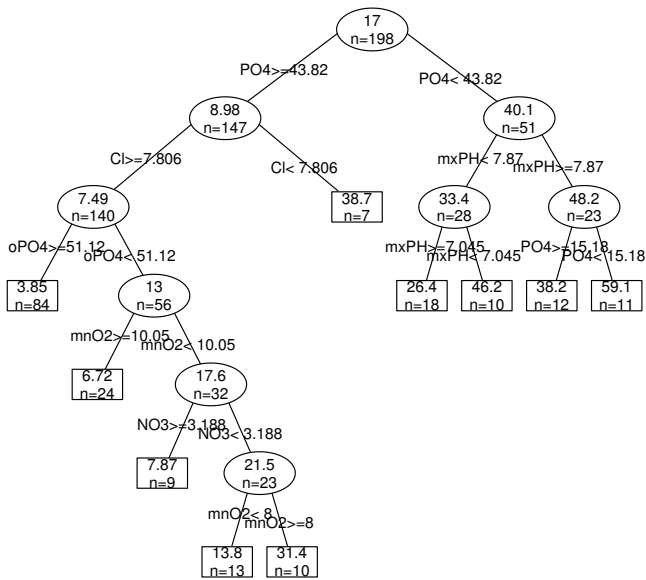 17
n=198
PO4>=43.82
PO4< 43.82
8.98
n=147
40.1
n=51
Cl>=7.806
Cl< 7.806
mxPH< 7.87
mxPH>=7.87
7.49
n=140
38.7
n=7
33.4
n=28
48.2
n=23
oPO4>=51.12
oPO4< 51.12
mxPH>=7.045
mxPH< 7.045
PO4>=15.18
PO4< 15.18
3.85
n=84
13
n=56
26.4
n=18
46.2
n=10
38.2
n=12
59.1
n=11
mnO2>=10.05
mnO2< 10.05
6.72
n=24
17.6
n=32
NO3>=3.188
NO3< 3.188
7.87
n=9
21.5
n=23
mnO2< 8
mnO2>=8
13.8
n=13
31.4
n=10